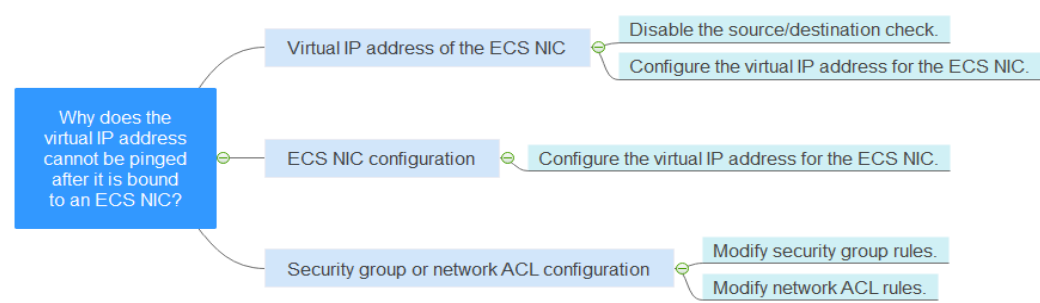 Why does the
virtual IP address
cannot be pinged
after it is bound
to an ECS NIC?
Virtual IP address of the ECS NIC
Disable the source/destination check.
Configure the virtual IP address for the ECS NIC.
ECS NIC configuration
Configure the virtual IP address for the ECS NIC.
Security group or network ACL configuration
Modify security group rules.
Modify network ACL rules.